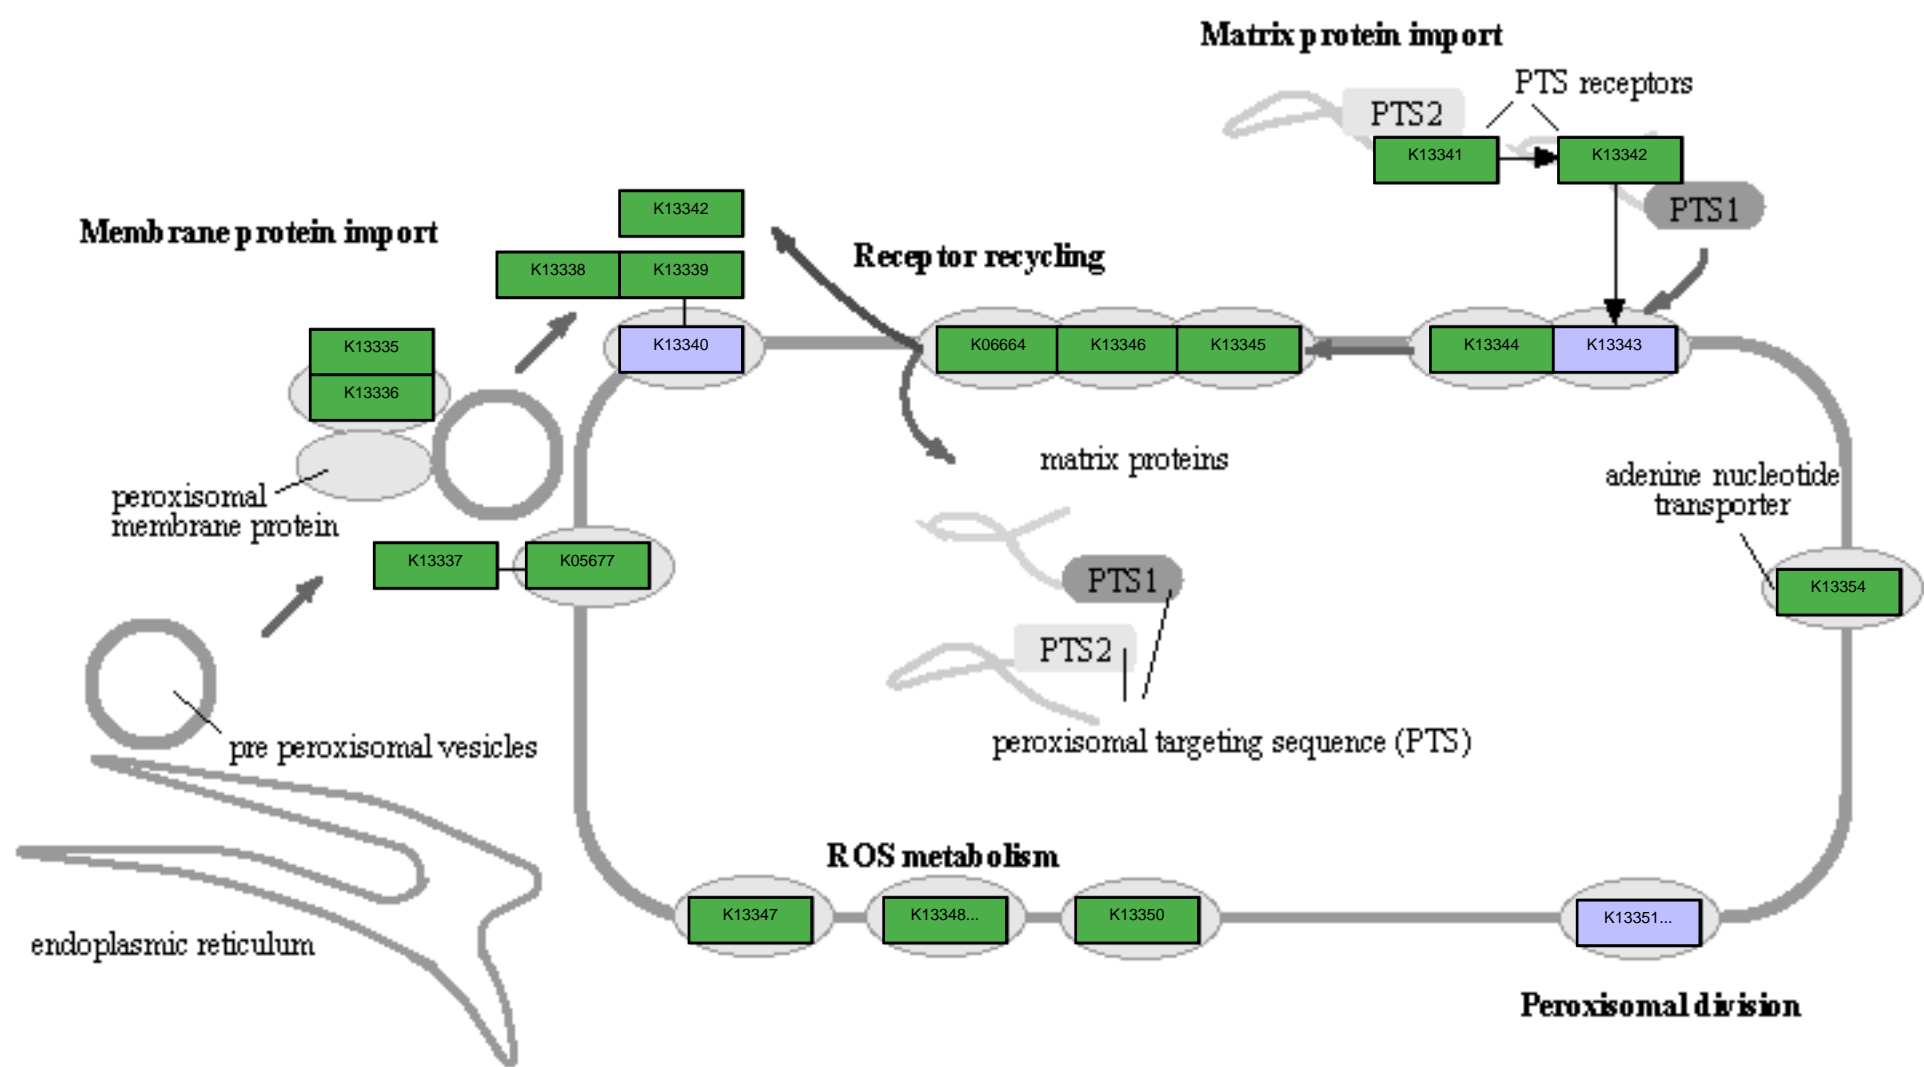 Matrix protein import
PTS receptors
PTS2
K13341
K13342
PTS1
K13342
Membrane protein import
K13338
K13339
Receptor recycling
K13335
K13336
K13340
K06664
K13346
K13345
K13344
K13343
matrix proteins
adenine nucleotide
transporter
peroxisomal
membrane protein
K13337
K05677
PTS1
K13354
PTS2
pre peroxisomal vesicles
peroxisomal targeting sequence (PTS)
ROS metabolism
K13347
K13348...
K13350
K13351...
endoplasmic reticulum
Peroxisomal division